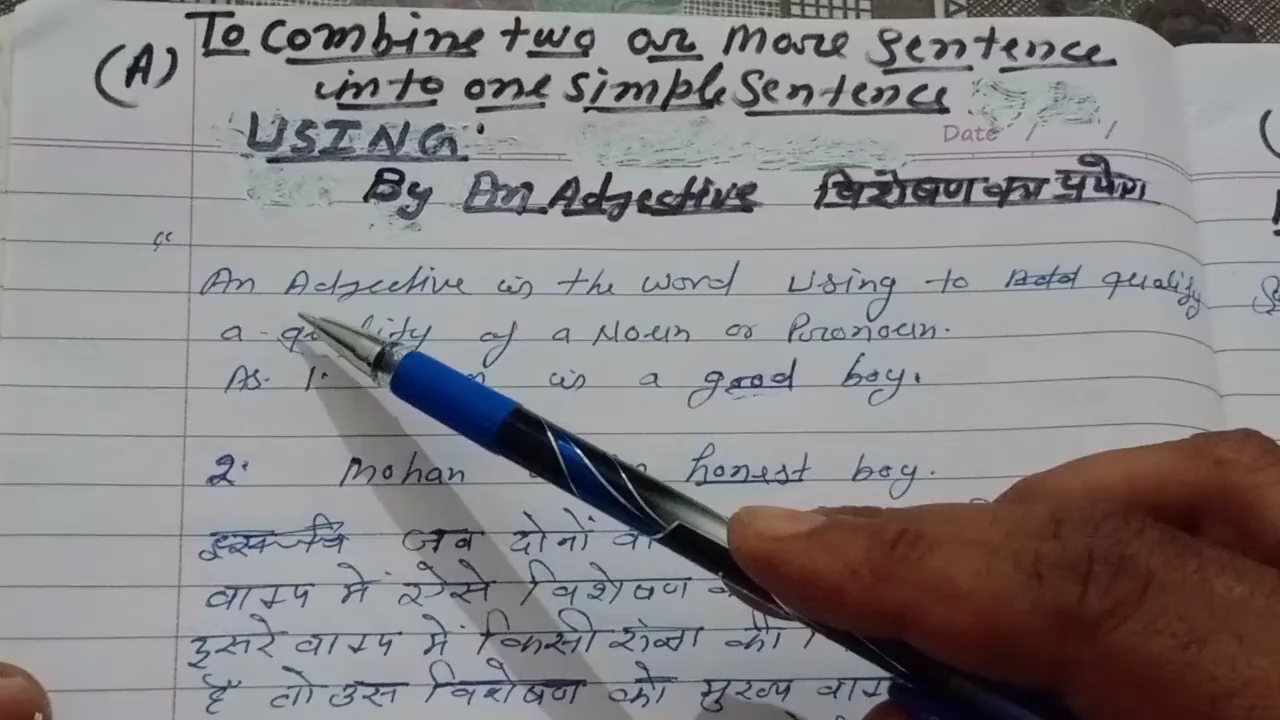 (A) To combine two or more sentence
into one simple sentence
Date / /
USING:
By An Adjective विशेषण का प्रयोग
An Adjective is the word using to qualify
a quality of a Noun or Pronoun.
As. 1. is a good boy.
2. Mohan honest boy.
जब दोनों
वाक्य में ऐसे विशेषण
दुसरे वाक्य में किसी संज्ञा की
है तो उस विशेषण को मुख्य